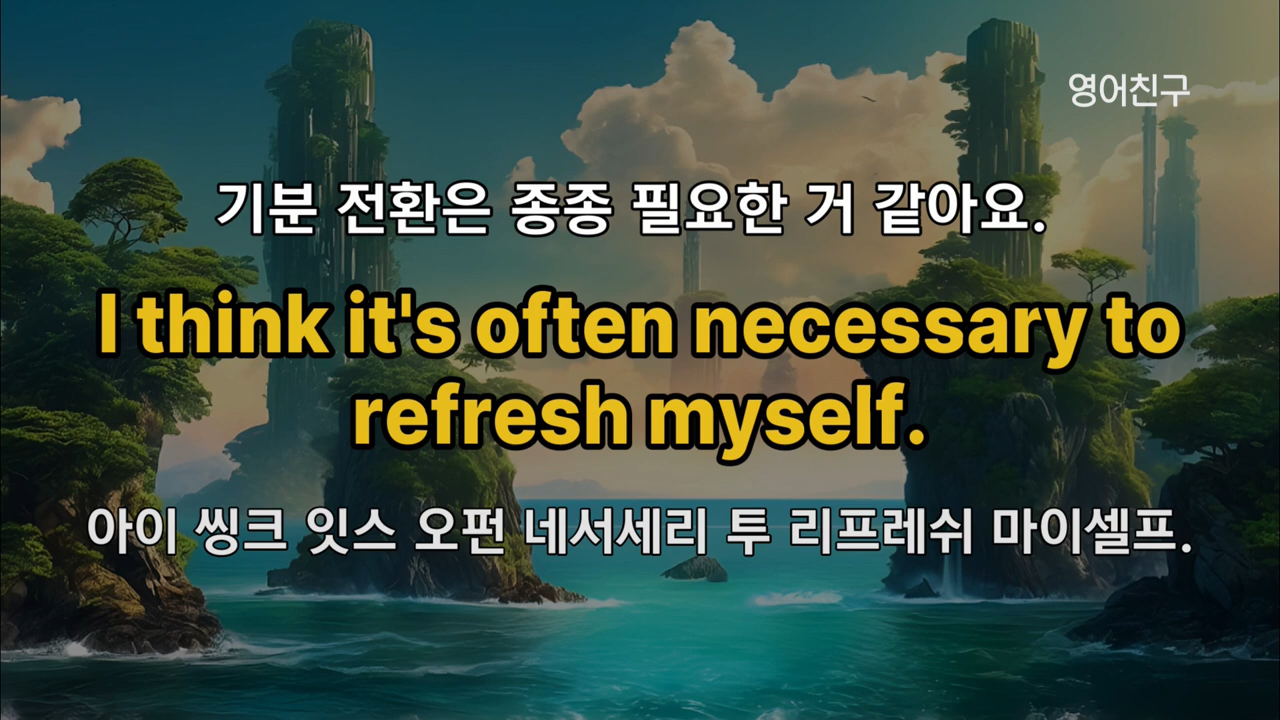 영어친구
기분 전환은 종종 필요한 거 같아요.
I think it's often necessary to
refresh myself.
아이 씽크 잇스 오펀 네서세리 투 리프레쉬 마이셀프.